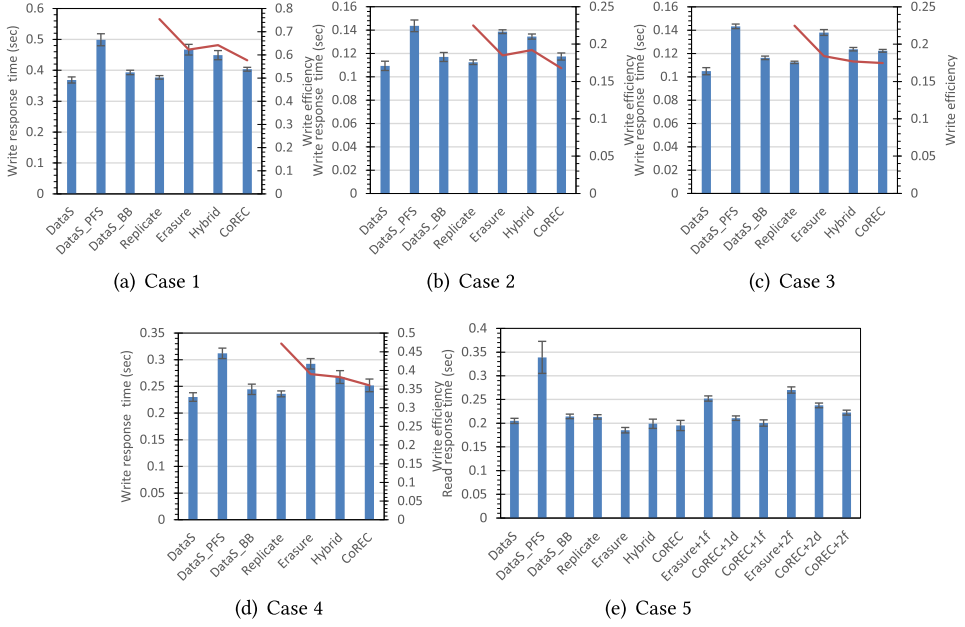 Write response time (sec)
0.6
0.5
0.4
0.3
0.2
0.1
0
0.8
0.7
0.6
0.5
0.4
0.3
0.2
0.1
0
Write efficiency
DataS
DataS_PFS
DataS_BB
Replicate
Erasure
Hybrid
CoREC
(a) Case 1
Write response time (sec)
0.16
0.14
0.12
0.1
0.08
0.06
0.04
0.02
0
0.25
0.2
0.15
0.1
0.05
0
Write efficiency
DataS
DataS_PFS
DataS_BB
Replicate
Erasure
Hybrid
CoREC
(b) Case 2
Write response time (sec)
0.16
0.14
0.12
0.1
0.08
0.06
0.04
0.02
0
0.25
0.2
0.15
0.1
0.05
0
Write efficiency
DataS
DataS_PFS
DataS_BB
Replicate
Erasure
Hybrid
CoREC
(c) Case 3
Write response time (sec)
0.35
0.3
0.25
0.2
0.15
0.1
0.05
0
0.5
0.45
0.4
0.35
0.3
0.25
0.2
0.15
0.1
0.05
0
Write efficiency
DataS
DataS_PFS
DataS_BB
Replicate
Erasure
Hybrid
CoREC
(d) Case 4
Read response time (sec)
0.4
0.35
0.3
0.25
0.2
0.15
0.1
0.05
0
DataS
DataS_PFS
DataS_BB
Replicate
Erasure
Hybrid
CoREC
Erasure+1f
CoREC+1d
CoREC+1f
Erasure+2f
CoREC+2d
CoREC+2f
(e) Case 5